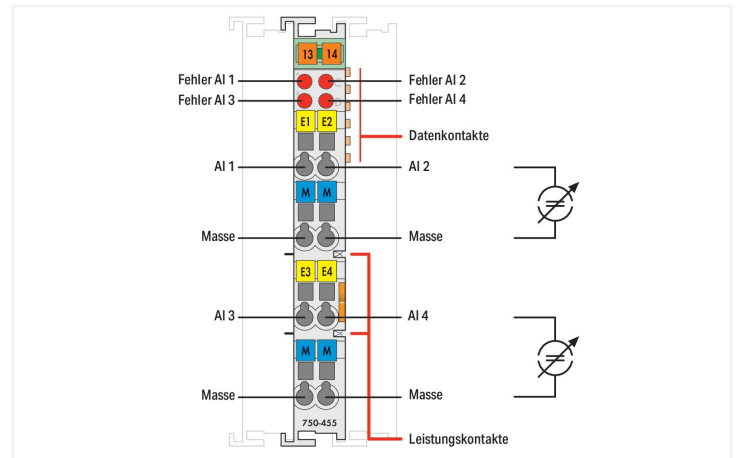 13 14
Fehler AI 1 Fehler AI 2
Fehler AI 3 Fehler AI 4
E1 E2
Datenkontakte
AI 1 AI 2
M M
Masse Masse
E3 E4
AI 3 AI 4
M M
Masse Masse
750-455
Leistungskontakte